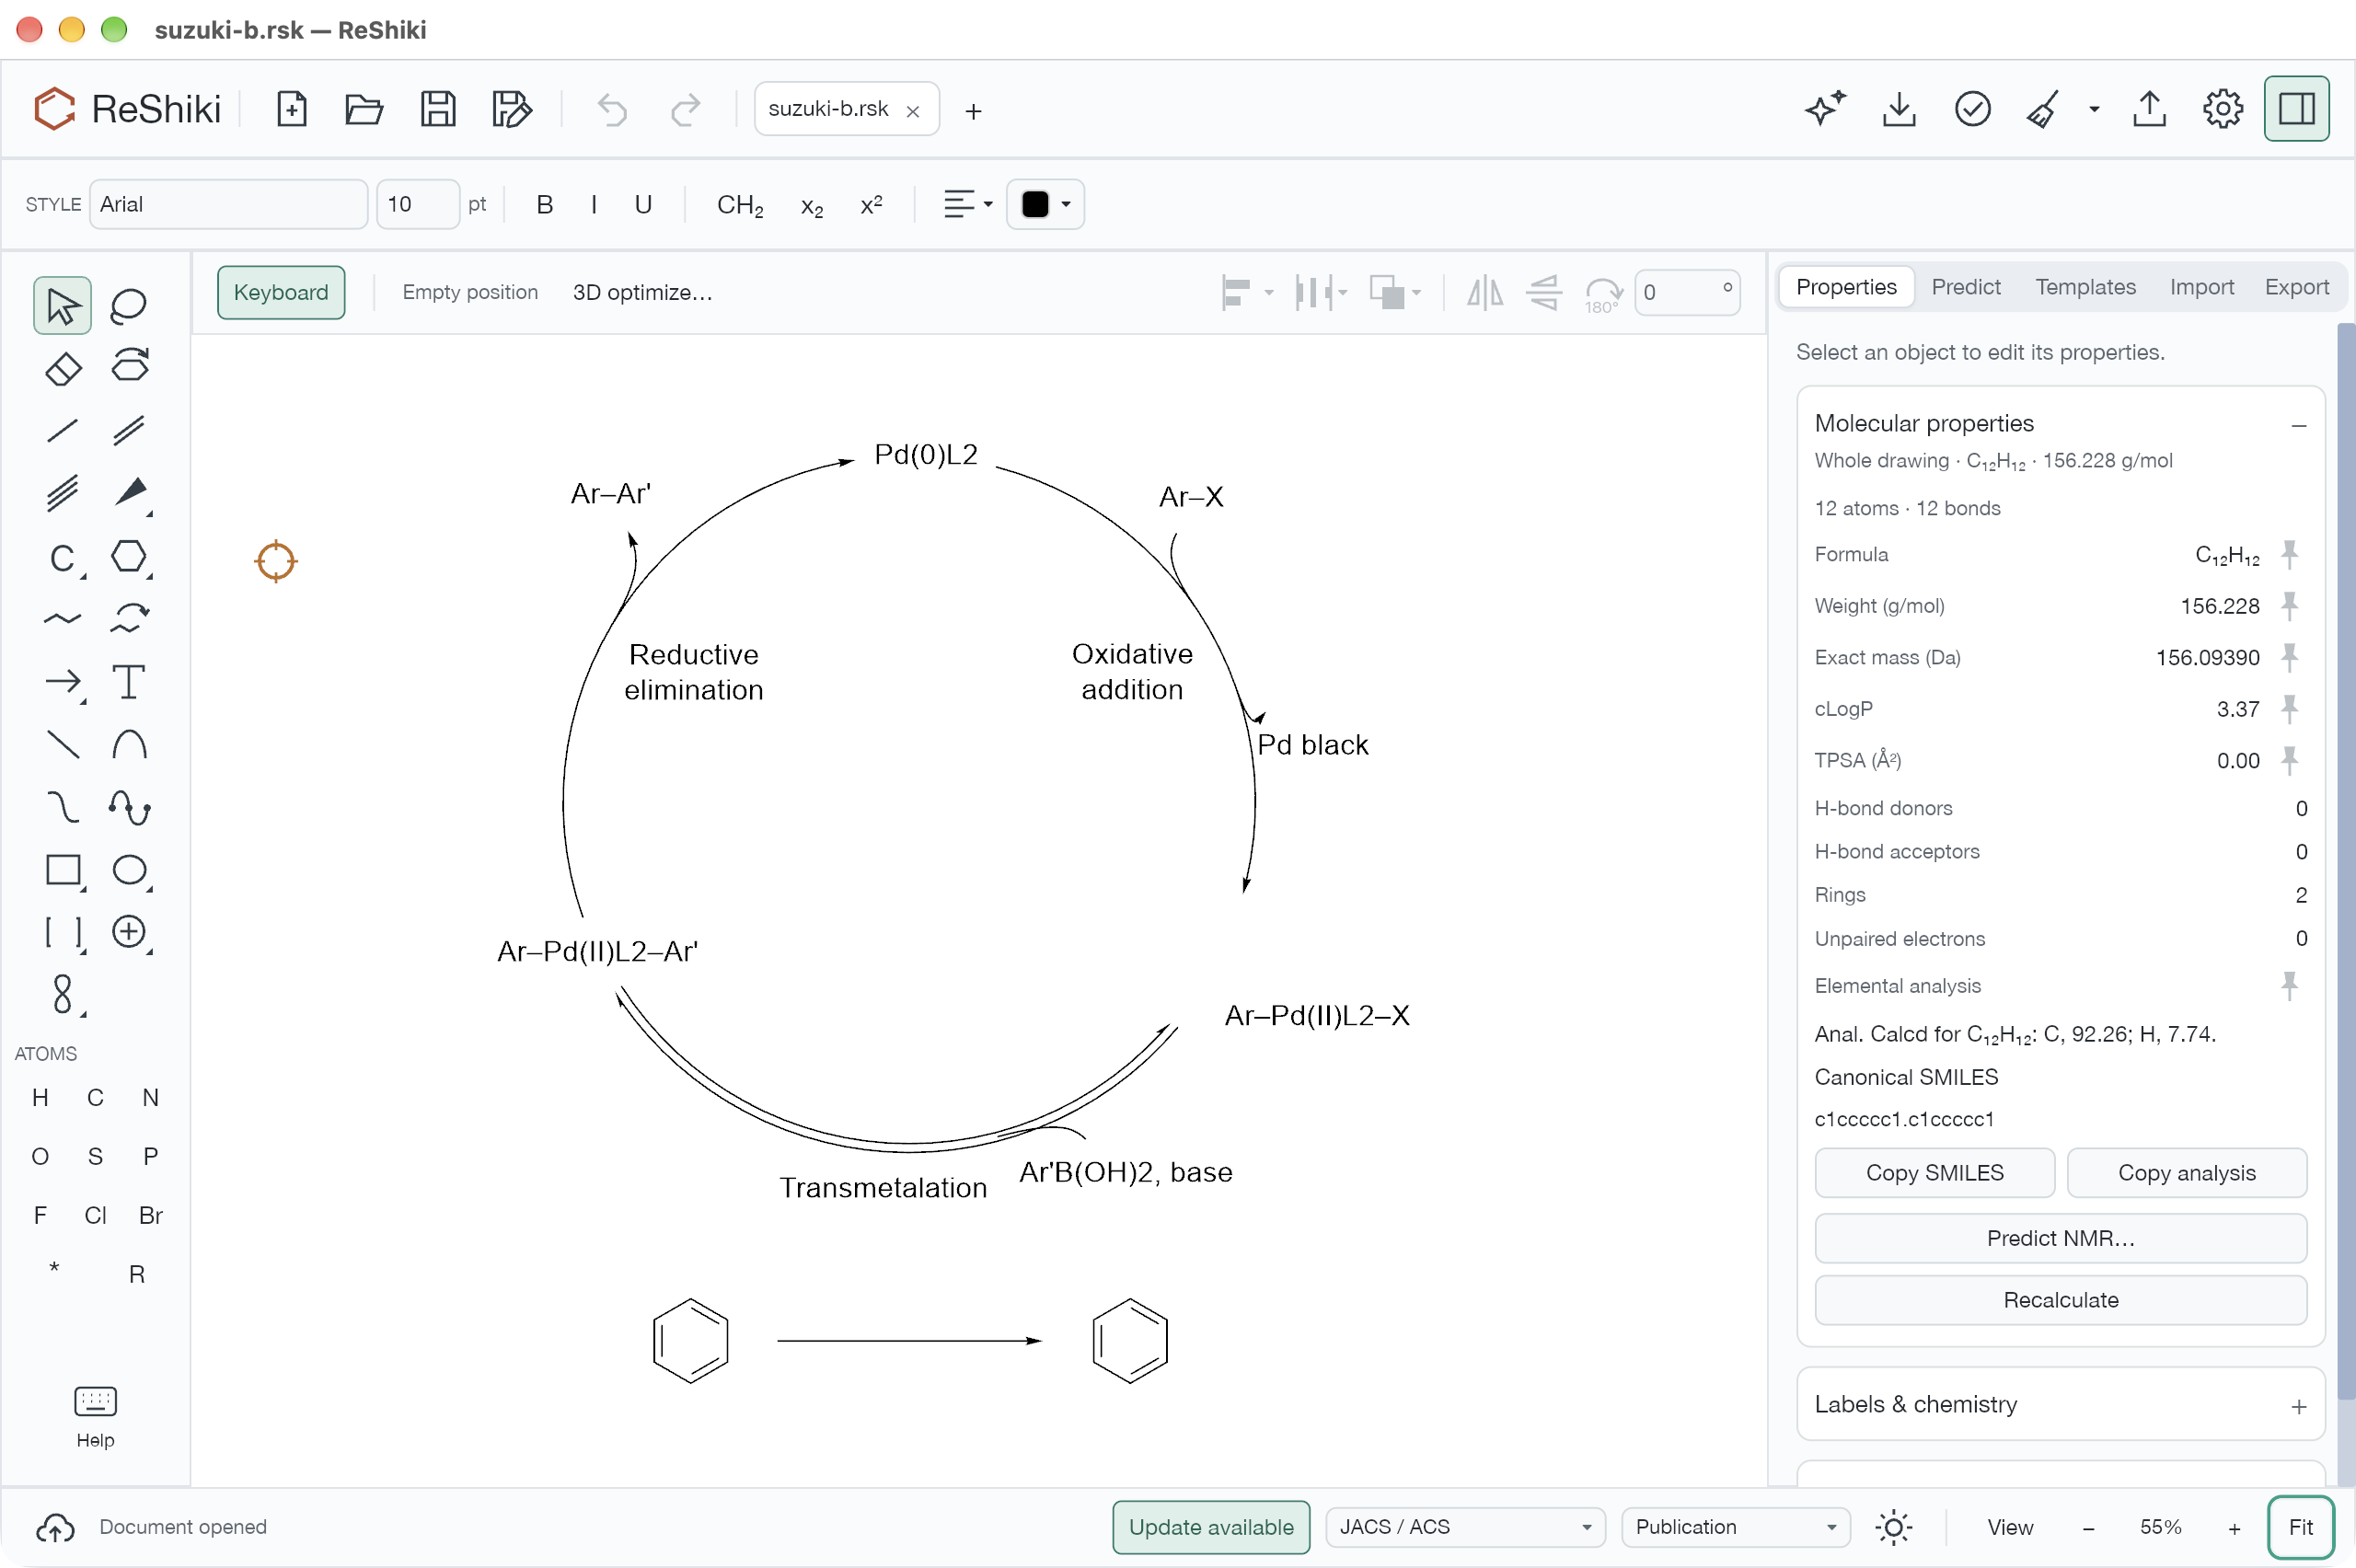 suzuki-b.rsk — ReShiki
ReShiki
suzuki-b.rsk
STYLE
Arial
10
pt
B I U
CH₂ x₂ x²
Keyboard
Empty position
3D optimize...
180°
0
°
Properties Predict Templates Import Export
Select an object to edit its properties.
Molecular properties
Whole drawing · C₁₂H₁₂ · 156.228 g/mol
12 atoms · 12 bonds
Formula C₁₂H₁₂
Weight (g/mol) 156.228
Exact mass (Da) 156.09390
cLogP 3.37
TPSA (Å²) 0.00
H-bond donors 0
H-bond acceptors 0
Rings 2
Unpaired electrons 0
Elemental analysis
Anal. Calcd for C₁₂H₁₂: C, 92.26; H, 7.74.
Canonical SMILES
c1ccccc1.c1ccccc1
Copy SMILES
Copy analysis
Predict NMR...
Recalculate
Labels & chemistry
Pd(0)L2
Ar–Ar'
Ar–X
Reductive
elimination
Oxidative
addition
Pd black
Ar–Pd(II)L2–Ar'
Ar–Pd(II)L2–X
Ar'B(OH)2, base
Transmetalation
C
T
ATOMS
H C N
O S P
F Cl Br
* R
Help
Document opened
Update available
JACS / ACS
Publication
View
55%
Fit